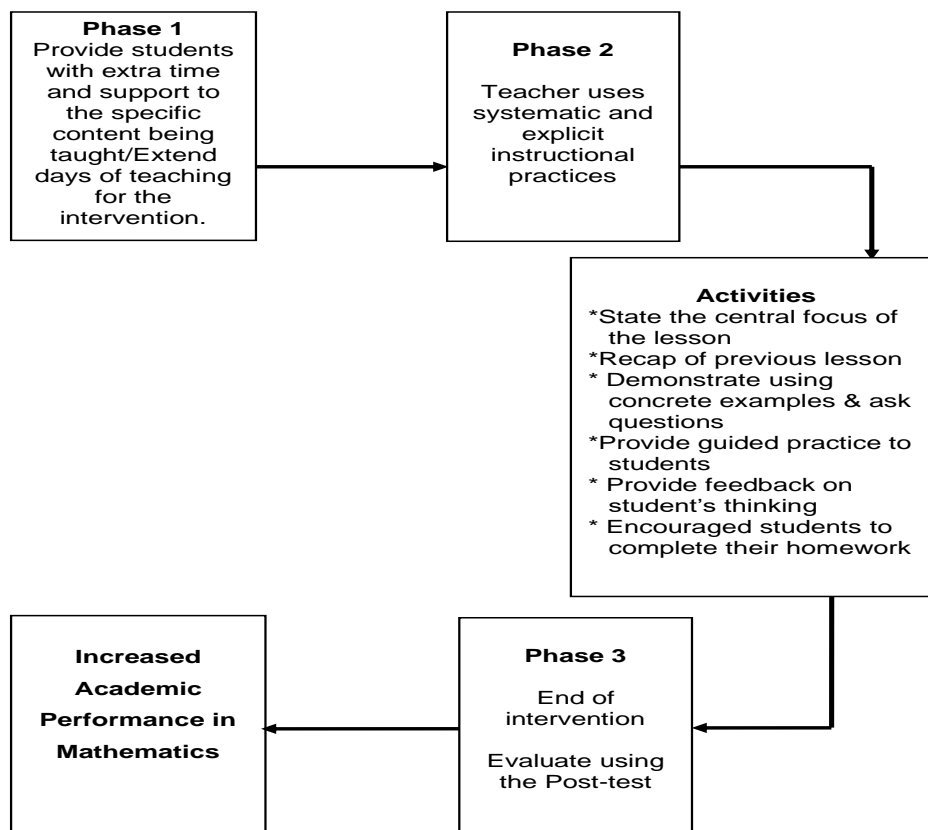 Phase 1
Provide students
with extra time
and support to
the specific
content being
taught/Extend
days of teaching
for the
intervention.
Phase 2
Teacher uses
systematic and
explicit
instructional
practices
Activities
*State the central focus of
the lesson
*Recap of previous lesson
* Demonstrate using
concrete examples & ask
questions
*Provide guided practice to
students
* Provide feedback on
student's thinking
* Encouraged students to
complete their homework
Phase 3
End of
intervention
Evaluate using
the Post-test
Increased
Academic
Performance in
Mathematics